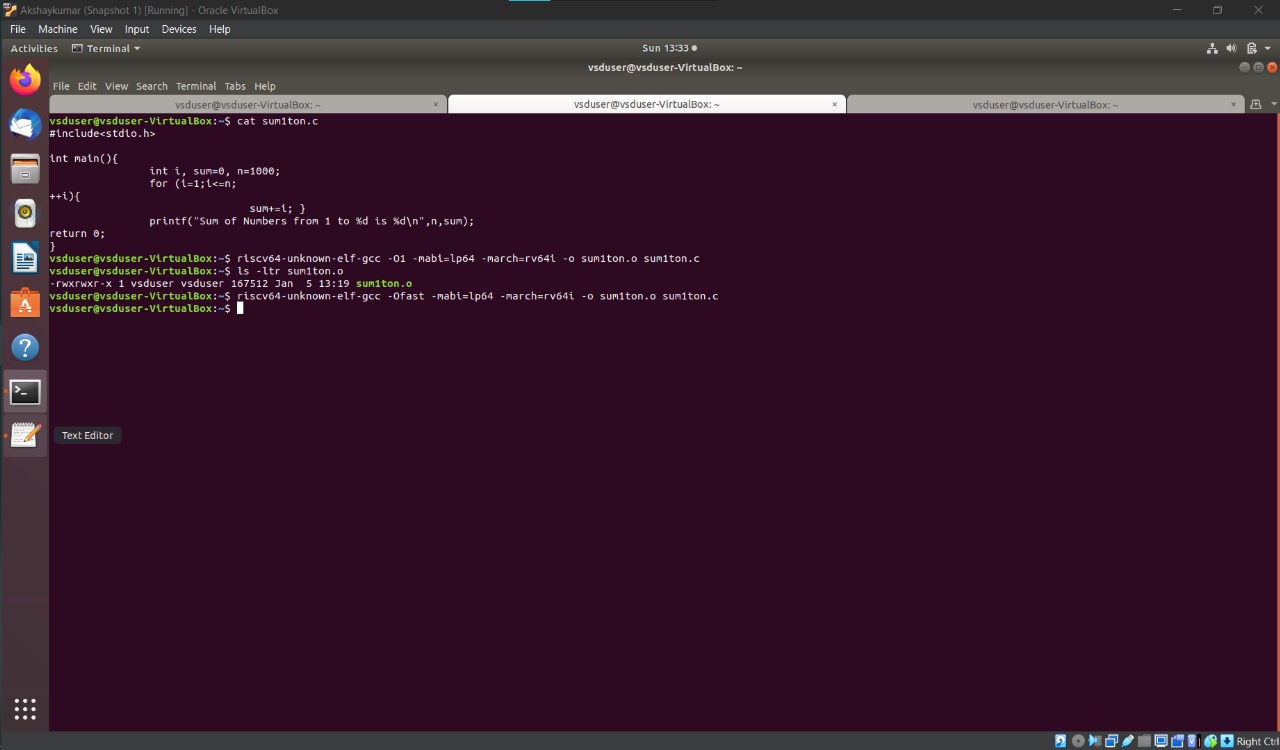 Akshaykumar (Snapshot 1) [Running] - Oracle VirtualBox
File Machine View Input Devices Help
Activities Terminal Sun 13:33
vsduser@vsduser-VirtualBox: ~
File Edit View Search Terminal Tabs Help
vsduser@vsduser-VirtualBox: ~ × vsduser@vsduser-VirtualBox: ~ × vsduser@vsduser-VirtualBox: ~ ×
vsduser@vsduser-VirtualBox:~$ cat sum1ton.c
#include<stdio.h>
int main(){
int i, sum=0, n=1000;
for (i=1;i<=n;
++i){
sum+=i; }
printf("Sum of Numbers from 1 to %d is %d\n",n,sum);
return 0;
}
vsduser@vsduser-VirtualBox:~$ riscv64-unknown-elf-gcc -O1 -mabi=lp64 -march=rv64i -o sum1ton.o sum1ton.c
vsduser@vsduser-VirtualBox:~$ ls -ltr sum1ton.o
-rwxrwxr-x 1 vsduser vsduser 167512 Jan  5 13:19 sum1ton.o
vsduser@vsduser-VirtualBox:~$ riscv64-unknown-elf-gcc -Ofast -mabi=lp64 -march=rv64i -o sum1ton.o sum1ton.c
vsduser@vsduser-VirtualBox:~$
Text Editor
Right Ctrl